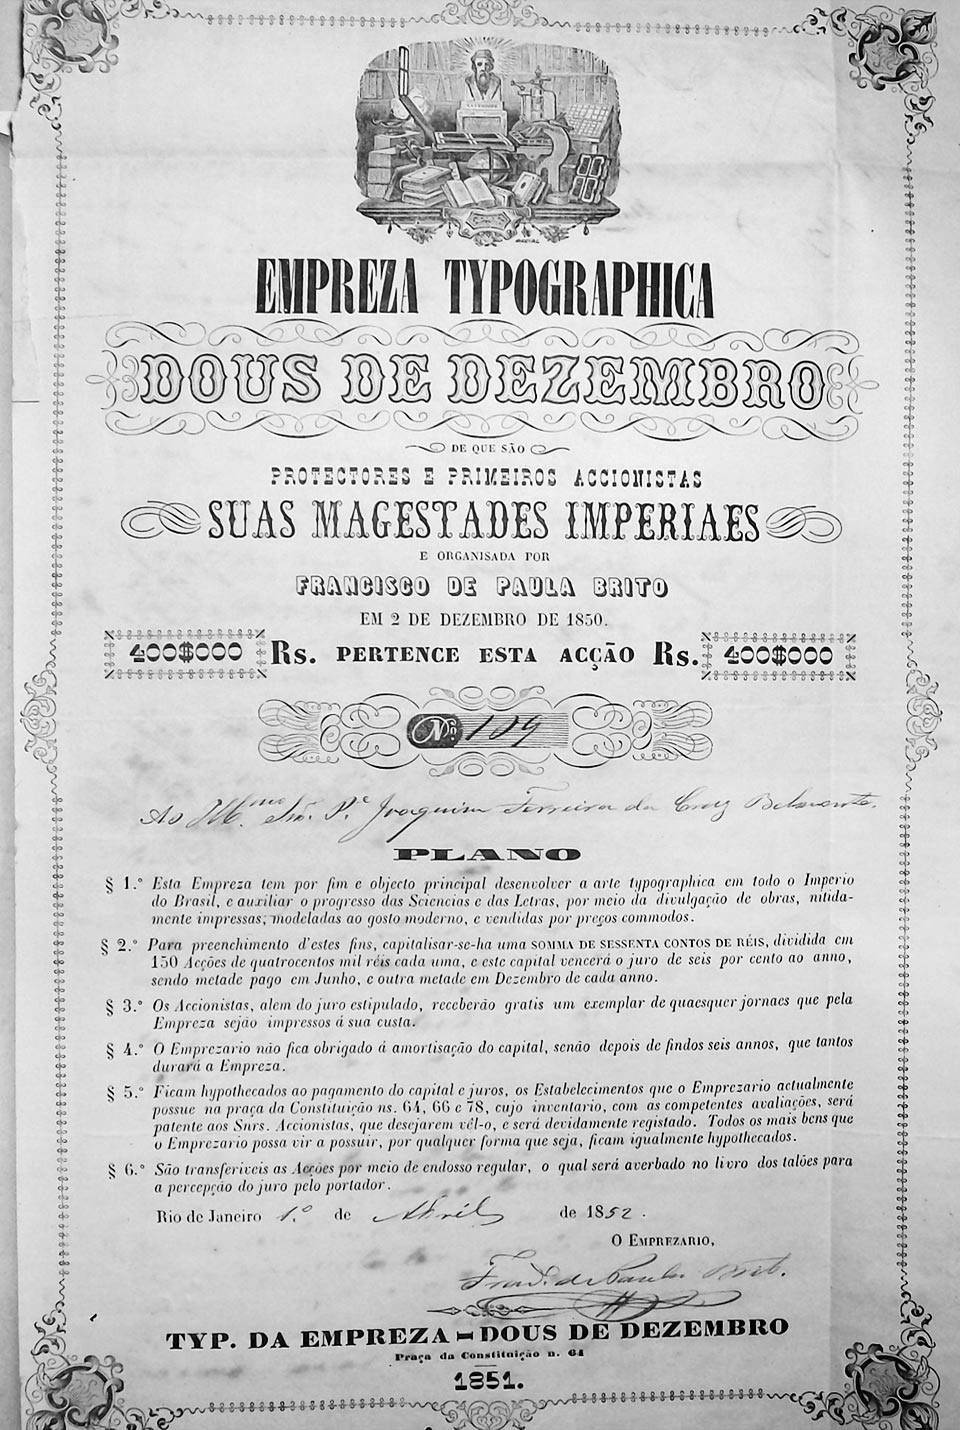 EMPREZA TYPOGRAPHICA
DOUS DE DEZEMBRO
DE QUE SÃO
PROTECTORES E PRIMEIROS ACCIONISTAS
SUAS MAGESTADES IMPERIAES
E ORGANISADA POR
FRANCISCO DE PAULA BRITO
EM 2 DE DEZEMBRO DE 1850.
400$000 Rs. PERTENCE ESTA ACÇÃO Rs. 400$000
No. 109
Ao Illmo. Snr. Pe. Joaquim Ferreira da Cruz Belmonte.
PLANO
§ 1.º Esta Empreza tem por fim e objecto principal desenvolver a arte typographica em todo o Imperio
do Brasil, e auxiliar o progresso das Sciencias e das Letras, por meio da divulgação de obras, nitida-
mente impressas, modeladas ao gosto moderno, e vendidas por preços commodos.
§ 2.º Para preenchimento d'estes fins, capitalisar-se-ha uma SOMMA DE SESSENTA CONTOS DE RÉIS, dividida em
150 Acções de quatrocentos mil réis cada uma, e este capital vencerá o juro de seis por cento ao anno,
sendo metade pago em Junho, e outra metade em Dezembro de cada anno.
§ 3.º Os Accionistas, alem do juro estipulado, receberão gratis um exemplar de quaesquer jornaes que pela
Empreza sejão impressos á sua custa.
§ 4.º O Emprezario não fica obrigado á amortisação do capital, senão depois de findos seis annos, que tantos
durará a Empreza.
§ 5.º Ficam hypothecados ao pagamento do capital e juros, os Estabelecimentos que o Emprezario actualmente
possue na praça da Constituição ns. 64, 66 e 78, cujo inventario, com as competentes avaliações, será
patente aos Snrs. Accionistas, que desejarem vêl-o, e será devidamente registado. Todos os mais bens que
o Emprezario possa vir a possuir, por qualquer forma que seja, ficam igualmente hypothecados.
§ 6.º São transferiveis as Acções por meio de endosso regular, o qual será averbado no livro dos talões para
a percepção do juro pelo portador.
Rio de Janeiro 1.º de Abril de 1852.
O EMPREZARIO,
Franco. de Paula Brito.
TYP. DA EMPREZA — DOUS DE DEZEMBRO
Praça da Constituição n. 64
1851.